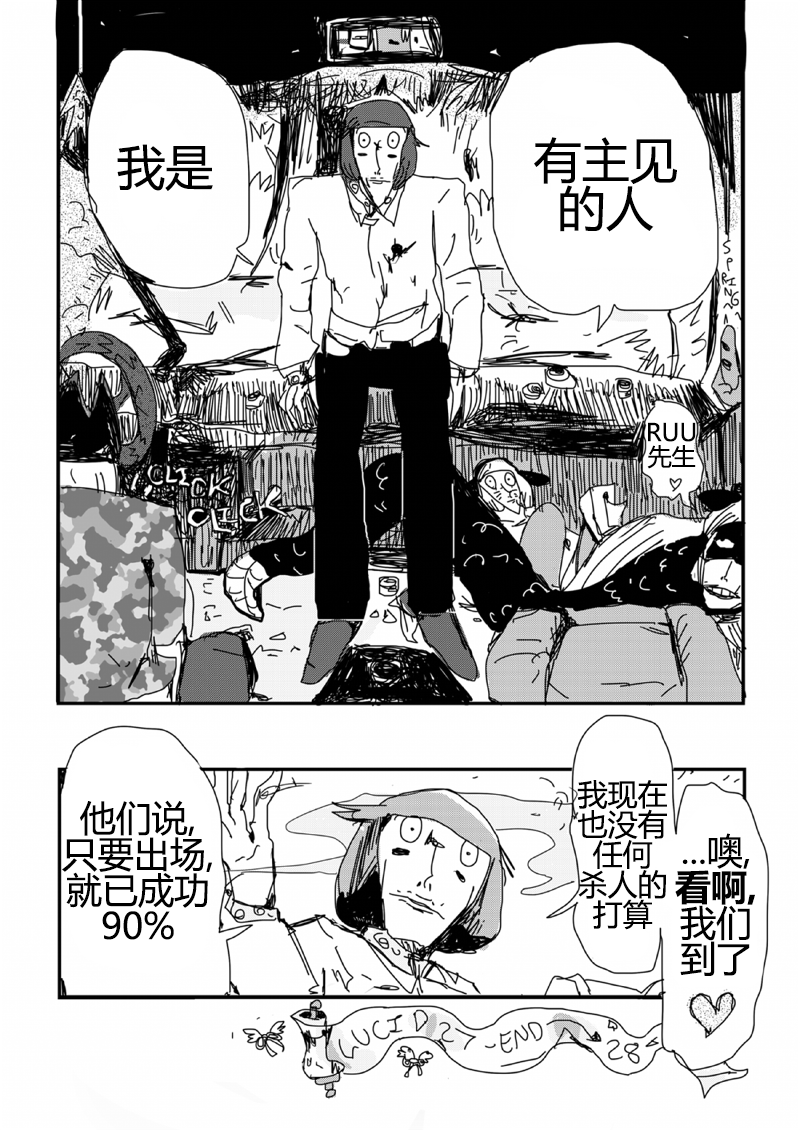 我是
有主见
的人
SPRING
RUU
先生
CLICK
CLICK
他们说,
只要出场,
就已成功
90%
我现在
也没有
任何
杀人的
打算
...噢,
看啊,
我们
到了
LUCID 27 -END
28